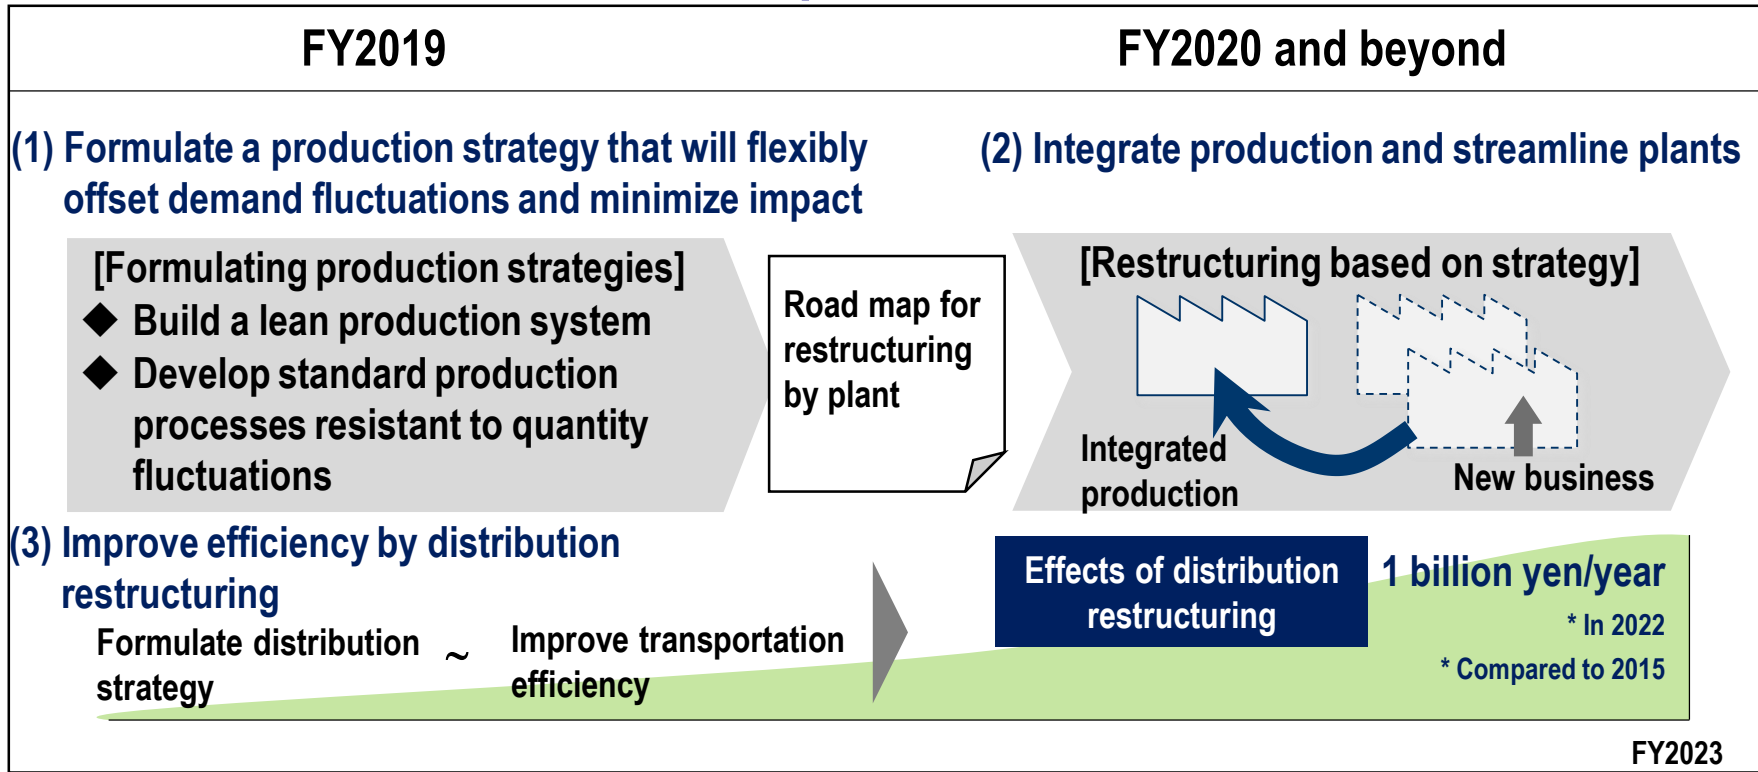 FY2019
FY2020 and beyond
(1) Formulate a production strategy that will flexibly
offset demand fluctuations and minimize impact
(2) Integrate production and streamline plants
[Formulating production strategies]
◆ Build a lean production system
◆ Develop standard production
processes resistant to quantity
fluctuations
Road map for
restructuring
by plant
[Restructuring based on strategy]
Integrated
production
New business
(3) Improve efficiency by distribution
restructuring
Formulate distribution
strategy
~
Improve transportation
efficiency
Effects of distribution
restructuring
1 billion yen/year
* In 2022
* Compared to 2015
FY2023